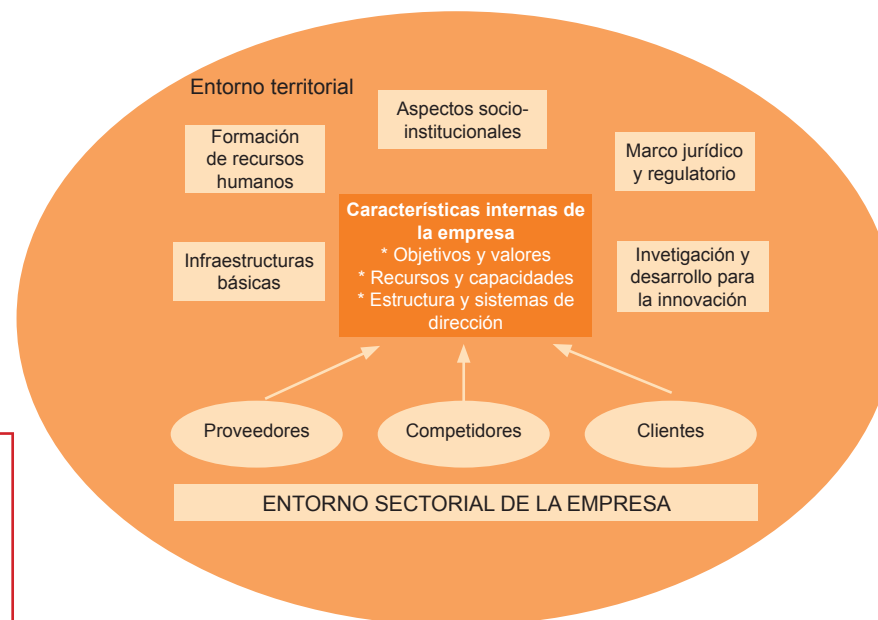 Entorno territorial
Aspectos socio-
institucionales
Formación
de recursos
humanos
Marco jurídico
y regulatorio
Características internas de
la empresa
* Objetivos y valores
* Recursos y capacidades
* Estructura y sistemas de
dirección
Infraestructuras
básicas
Invetigación y
desarrollo para
la innovación
Proveedores
Competidores
Clientes
ENTORNO SECTORIAL DE LA EMPRESA